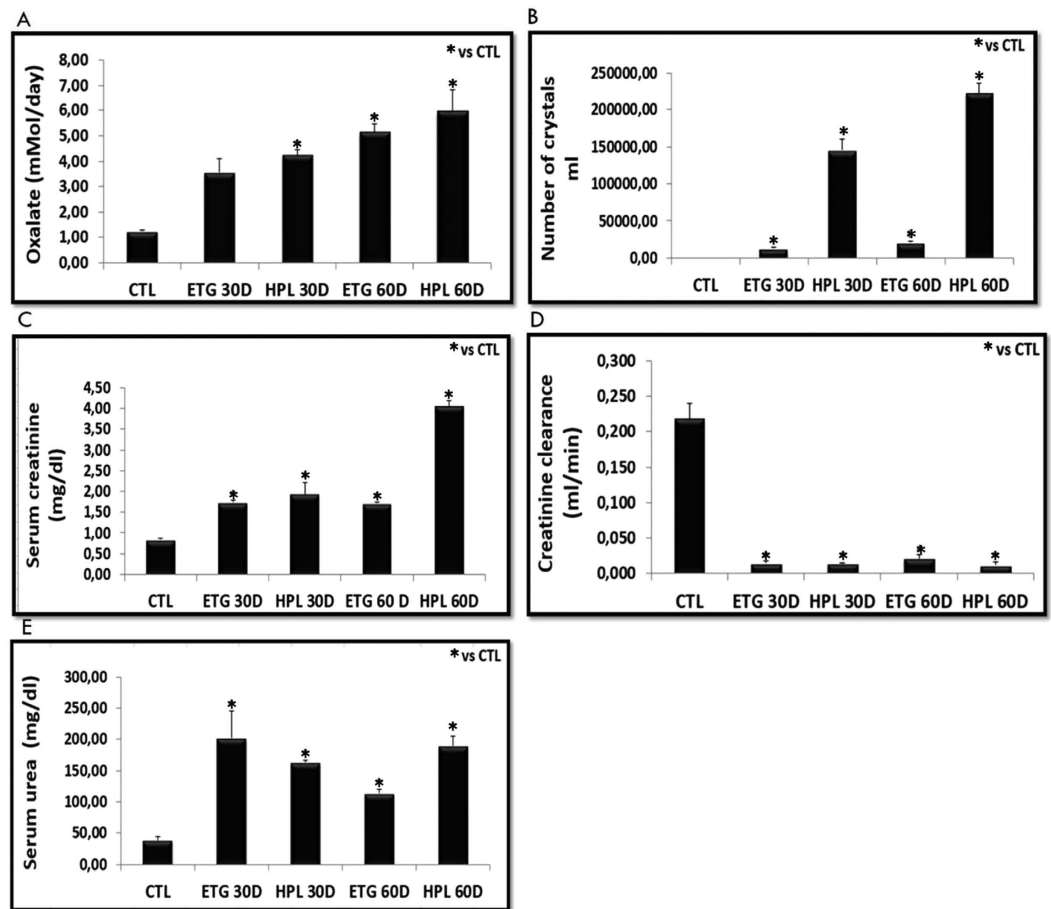 A
* vs CTL
Oxalate (mMol/day)
8,00
7,00
6,00
5,00
4,00
3,00
2,00
1,00
0,00
*
*
*
CTL ETG 30D HPL 30D ETG 60D HPL 60D
B
* vs CTL
Number of crystals
ml
250000,00
200000,00
150000,00
100000,00
50000,00
0,00
*
*
*
*
CTL ETG 30D HPL 30D ETG 60D HPL 60D
C
* vs CTL
Serum creatinine
(mg/dl)
4,50
4,00
3,50
3,00
2,50
2,00
1,50
1,00
0,50
0,00
*
*
*
*
CTL ETG 30D HPL 30D ETG 60 D HPL 60D
D
* vs CTL
Creatinine clearance
(ml/min)
0,300
0,250
0,200
0,150
0,100
0,050
0,000
*
*
*
*
CTL ETG 30D HPL 30D ETG 60D HPL 60D
E
* vs CTL
Serum urea (mg/dl)
300,00
250,00
200,00
150,00
100,00
50,00
0,00
*
*
*
*
CTL ETG 30D HPL 30D ETG 60D HPL 60D